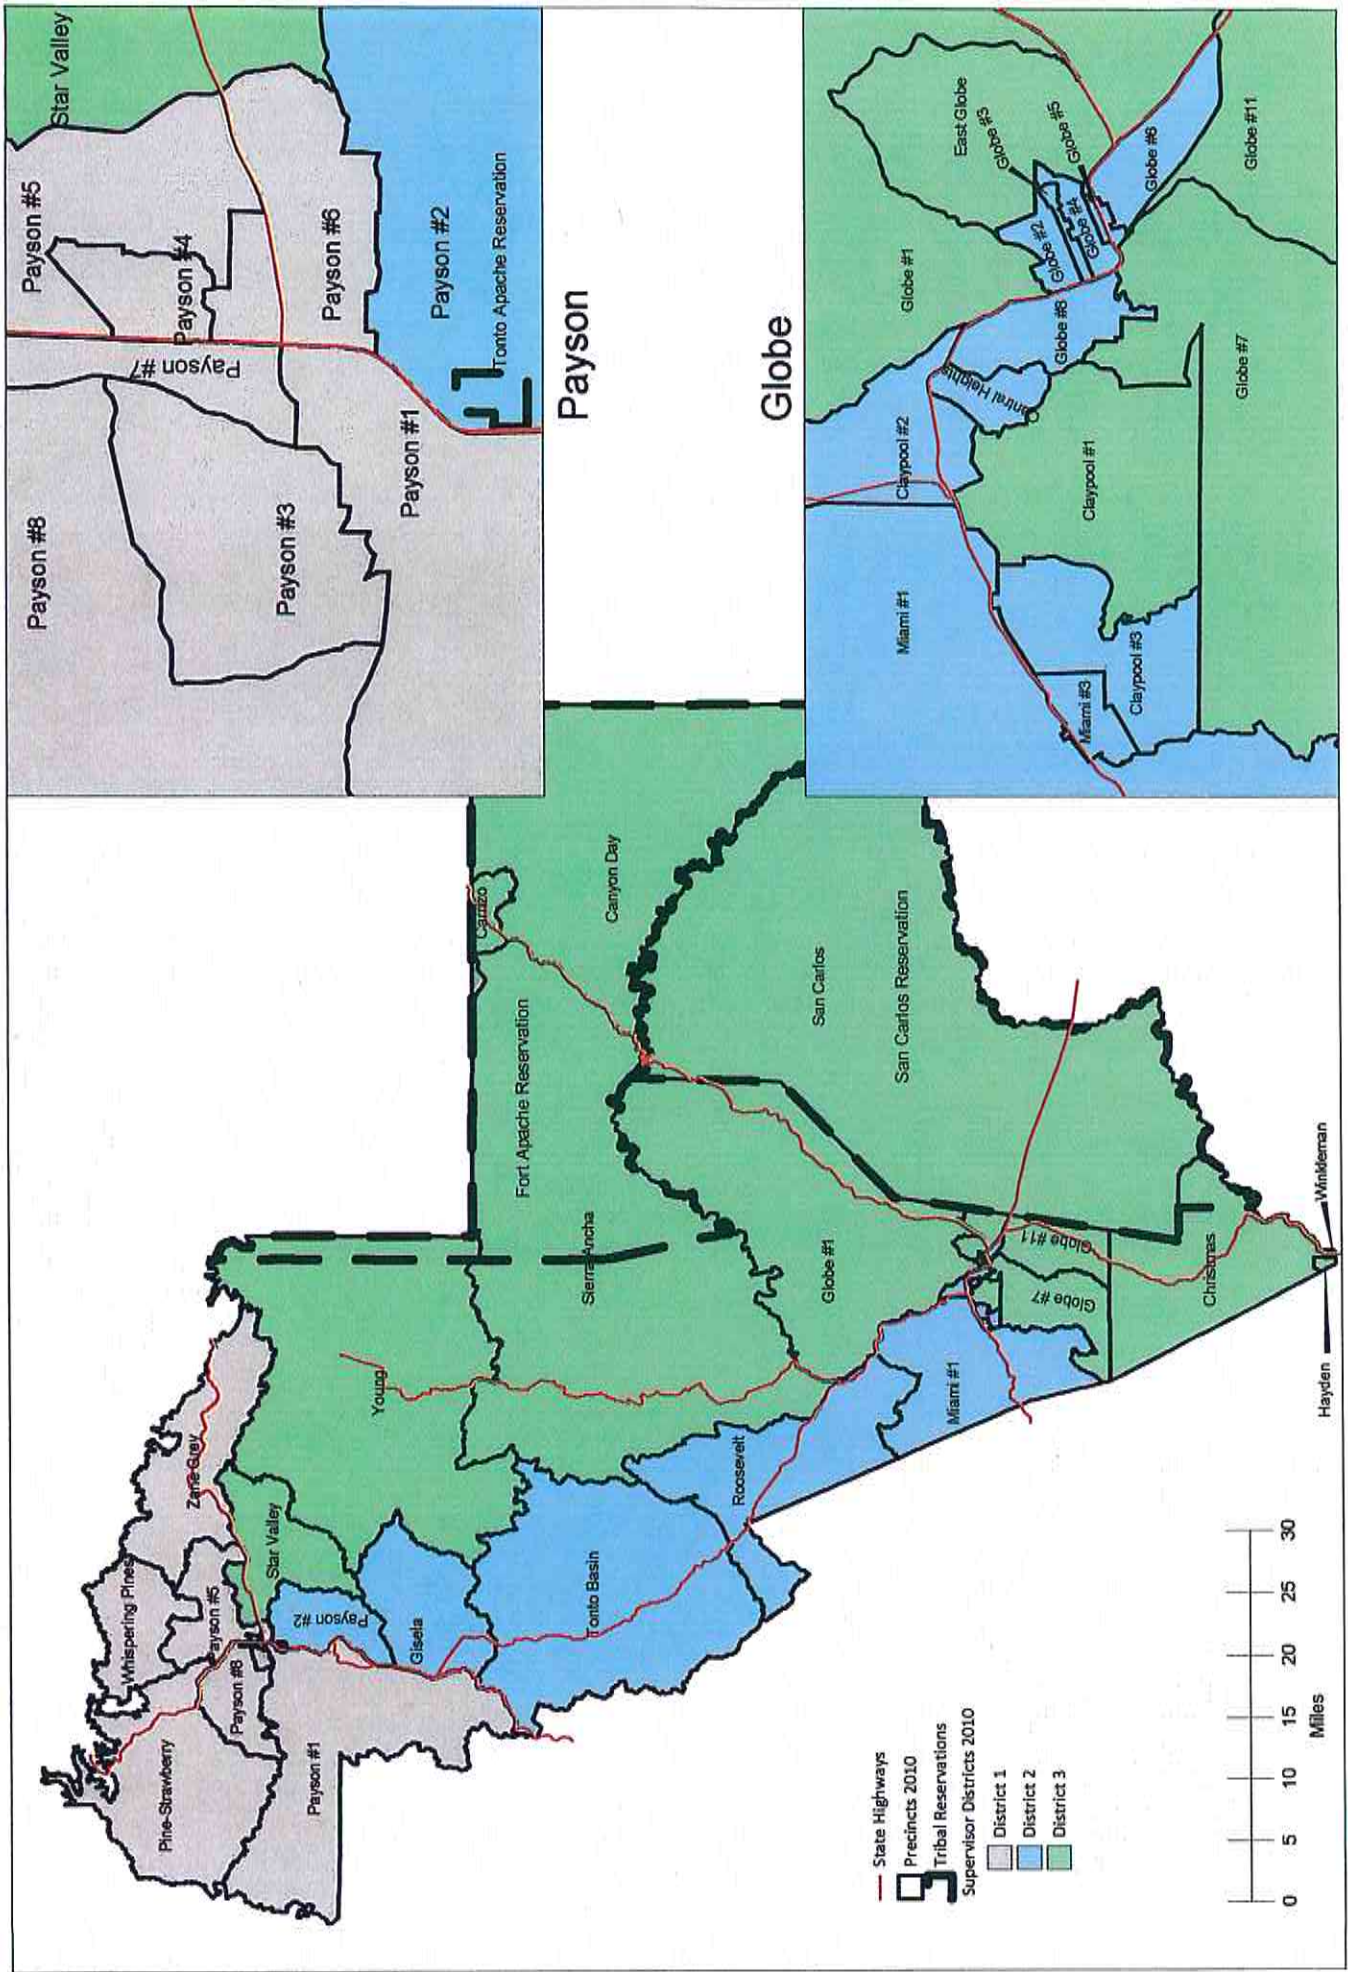 Pine-Strawberry
Whispering Pines
Zane Grey
Payson #8
Payson #5
Payson #1
Payson #2
Star Valley
Gisela
Young
Tonto Basin
Sierra Ancha
Roosevelt
Fort Apache Reservation
Carrizo
Canyon Day
Globe #1
San Carlos
San Carlos Reservation
Miami #1
Globe #7
Globe #11
Christmas
Hayden
Winkleman
State Highways
Precincts 2010
Tribal Reservations
Supervisor Districts 2010
District 1
District 2
District 3
0 5 10 15 20 25 30
Miles
Payson #8
Payson #5
Star Valley
Payson #7
Payson #4
Payson #3
Payson #6
Payson #1
Payson #2
Tonto Apache Reservation
Payson
Globe
Miami #1
Claypool #2
Globe #1
East Globe
Globe #3
Globe #5
Globe #2
Globe #4
Globe #6
Globe #8
Central Heights
Claypool #1
Miami #3
Claypool #3
Globe #7
Globe #11